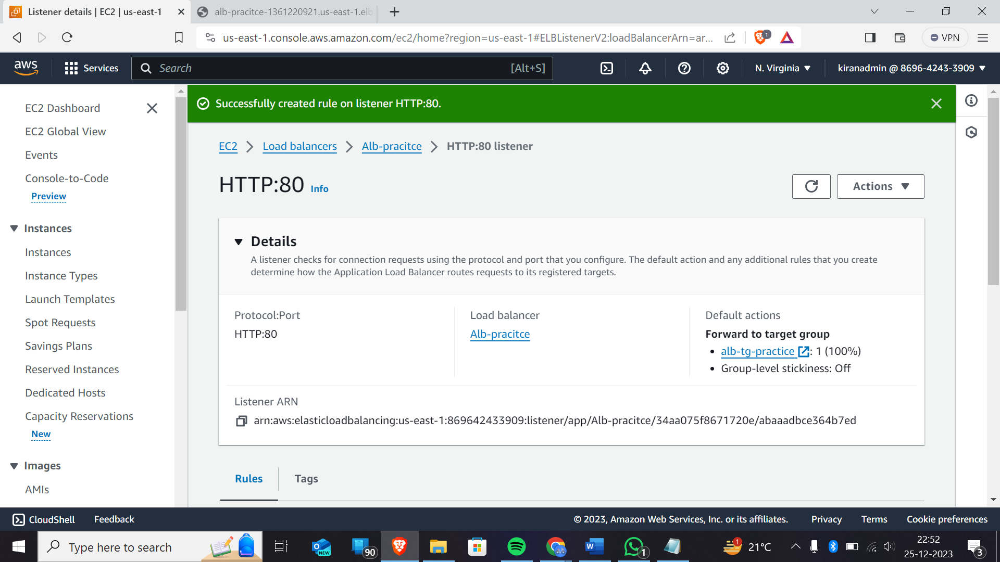 Listener details | EC2 | us-east-1
alb-pracitce-1361220921.us-east-1.elb
us-east-1.console.aws.amazon.com/ec2/home?region=us-east-1#ELBListenerV2:loadBalancerArn=ar...
1
VPN
aws
Services
Search
[Alt+S]
N. Virginia
kiranadmin @ 8696-4243-3909
EC2 Dashboard
EC2 Global View
Events
Console-to-Code
Preview
Instances
Instances
Instance Types
Launch Templates
Spot Requests
Savings Plans
Reserved Instances
Dedicated Hosts
Capacity Reservations
New
Images
AMIs
Successfully created rule on listener HTTP:80.
EC2 > Load balancers > Alb-pracitce > HTTP:80 listener
HTTP:80 Info
Actions
Details
A listener checks for connection requests using the protocol and port that you configure. The default action and any additional rules that you create
determine how the Application Load Balancer routes requests to its registered targets.
Protocol:Port
HTTP:80
Load balancer
Alb-pracitce
Default actions
Forward to target group
• alb-tg-practice : 1 (100%)
• Group-level stickiness: Off
Listener ARN
arn:aws:elasticloadbalancing:us-east-1:869642433909:listener/app/Alb-pracitce/34aa075f8671720e/abaaadbce364b7ed
Rules
Tags
CloudShell
Feedback
© 2023, Amazon Web Services, Inc. or its affiliates.
Privacy
Terms
Cookie preferences
Type here to search
NEW
90
W
1
1
21°C
22:52
25-12-2023
3